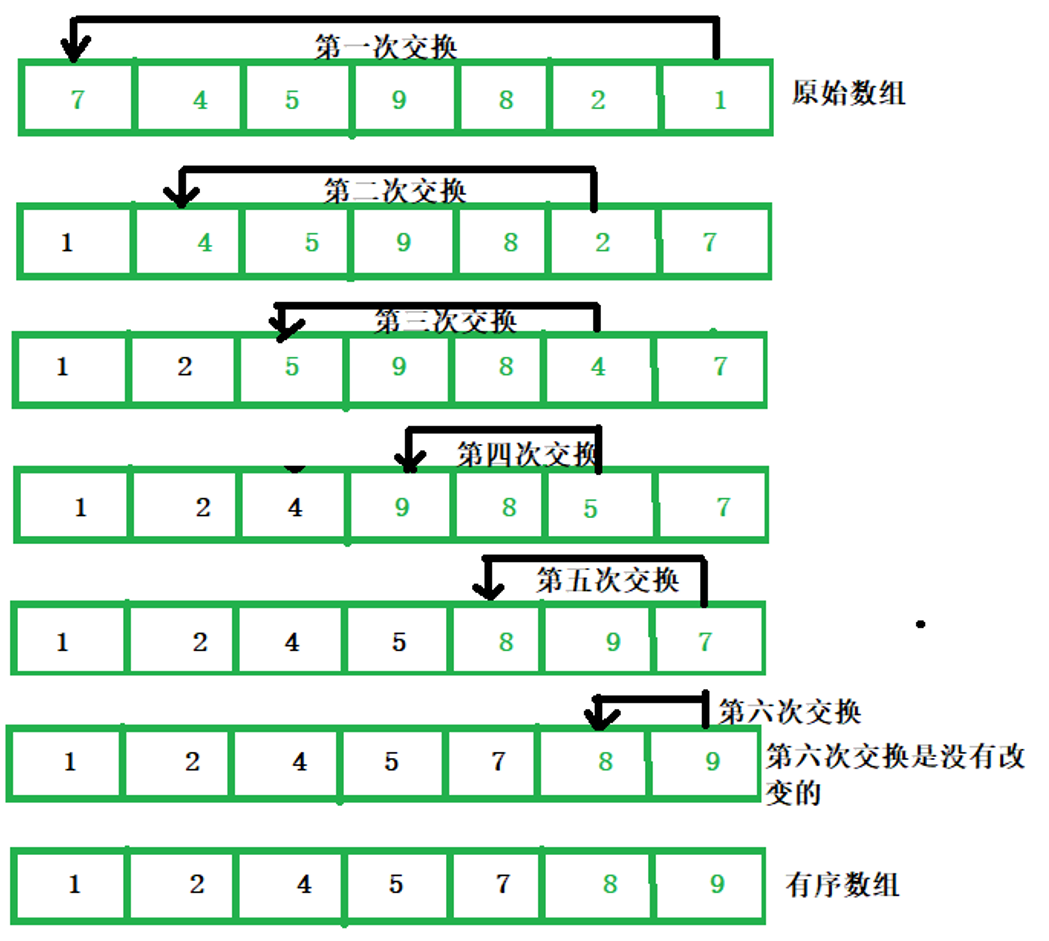 第一次交换
7 4 5 9 8 2 1 原始数组
第二次交换
1 4 5 9 8 2 7
第三次交换
1 2 5 9 8 4 7
第四次交换
1 2 4 9 8 5 7
第五次交换
1 2 4 5 8 9 7
第六次交换
1 2 4 5 7 8 9 第六次交换是没有改
变的
1 2 4 5 7 8 9 有序数组